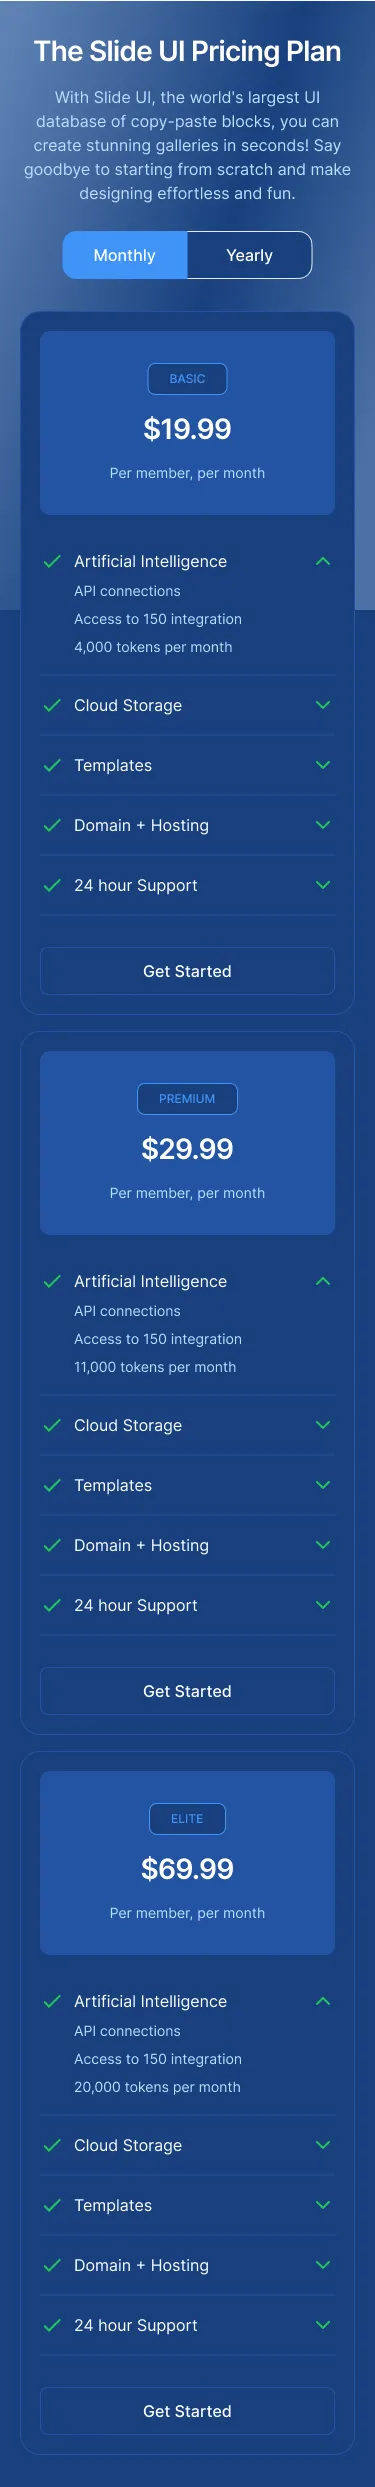 The Slide UI Pricing Plan
With Slide UI, the world's largest UI
database of copy-paste blocks, you can
create stunning galleries in seconds! Say
goodbye to starting from scratch and make
designing effortless and fun.
Monthly
Yearly
BASIC
$19.99
Per member, per month
Artificial Intelligence
API connections
Access to 150 integration
4,000 tokens per month
Cloud Storage
Templates
Domain + Hosting
24 hour Support
Get Started
PREMIUM
$29.99
Per member, per month
Artificial Intelligence
API connections
Access to 150 integration
11,000 tokens per month
Cloud Storage
Templates
Domain + Hosting
24 hour Support
Get Started
ELITE
$69.99
Per member, per month
Artificial Intelligence
API connections
Access to 150 integration
20,000 tokens per month
Cloud Storage
Templates
Domain + Hosting
24 hour Support
Get Started